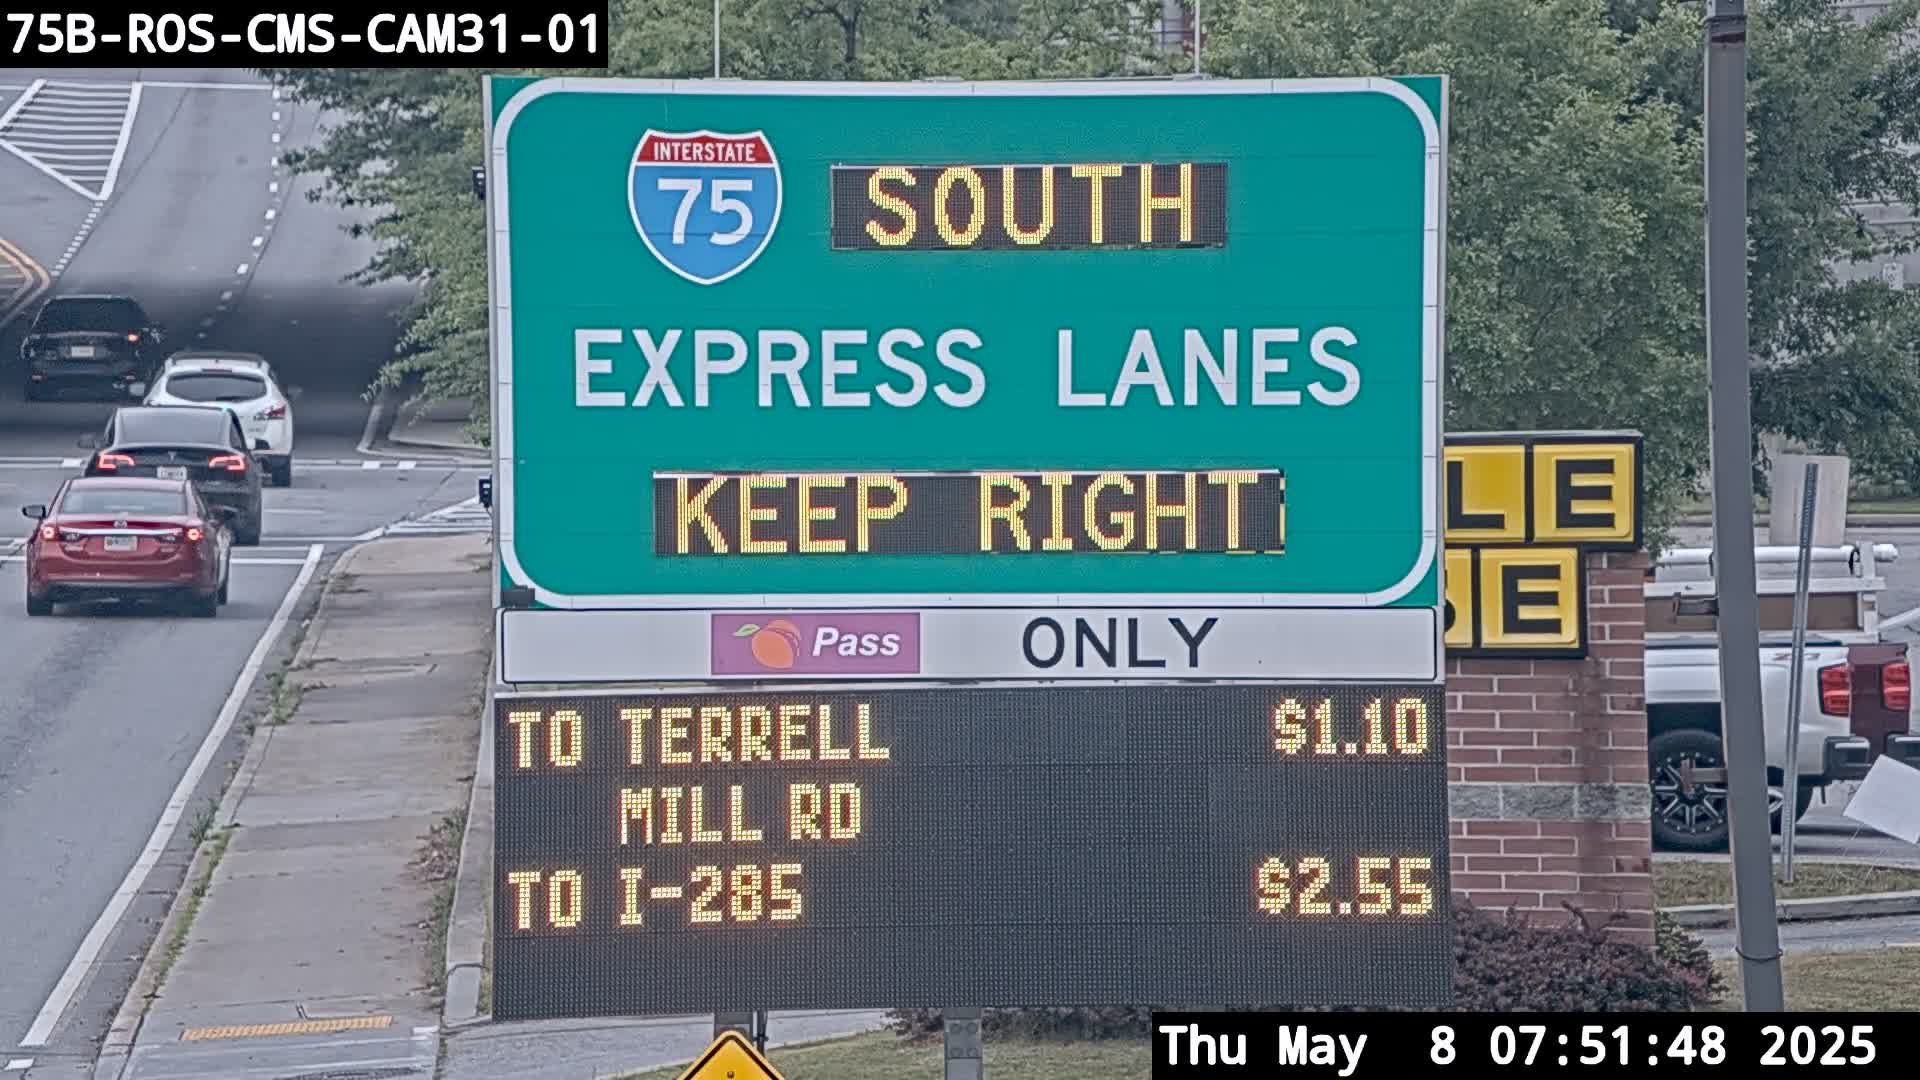 75B-ROS-CMS-CAM31-01
INTERSTATE
75
SOUTH
EXPRESS LANES
KEEP RIGHT
Pass ONLY
TO TERRELL $1.10
MILL RD
TO I-285 $2.55
LE
E
Thu May 8 07:51:48 2025